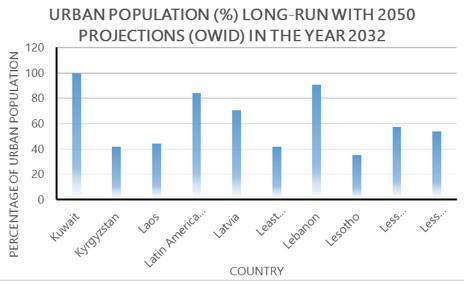 URBAN POPULATION (%) LONG-RUN WITH 2050
PROJECTIONS (OWID) IN THE YEAR 2032
PERCENTAGE OF URBAN POPULATION
120
100
80
60
40
20
0
Kuwait
Kyrgyzstan
Laos
Latin America...
Latvia
Least...
Lebanon
Lesotho
Less...
Less...
COUNTRY